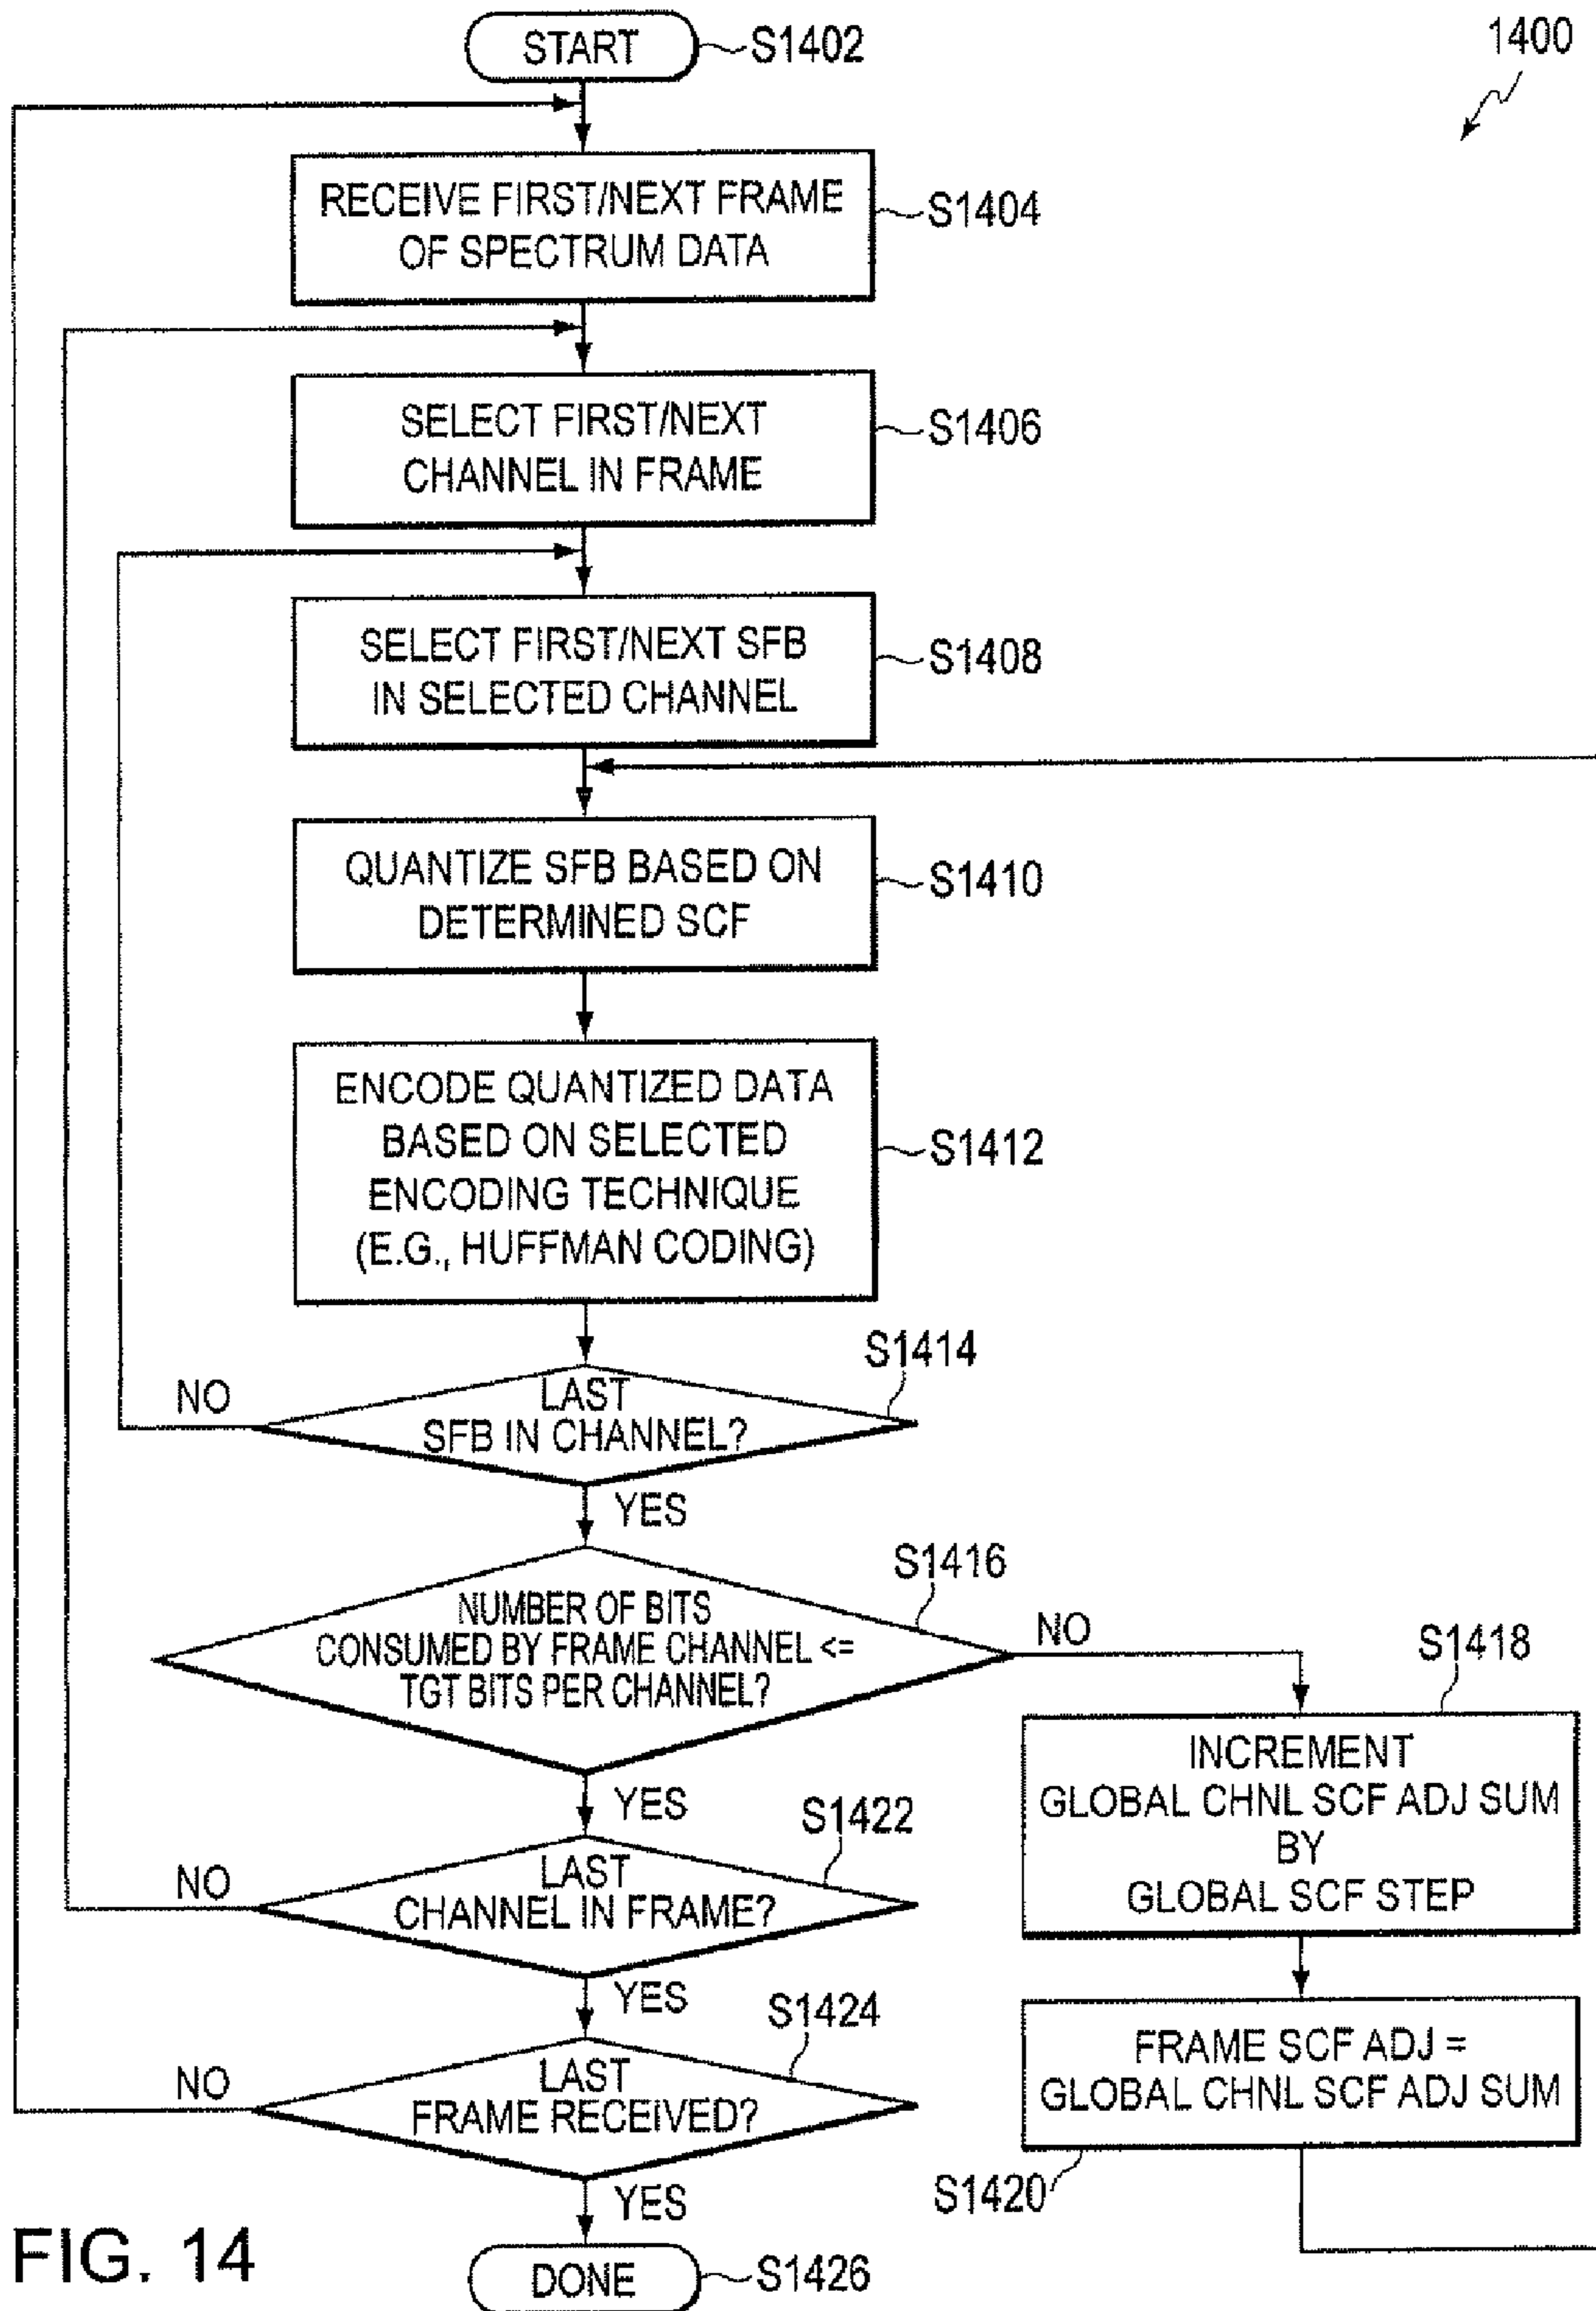 START
S1402
1400
RECEIVE FIRST/NEXT FRAME
OF SPECTRUM DATA
S1404
SELECT FIRST/NEXT
CHANNEL IN FRAME
S1406
SELECT FIRST/NEXT SFB
IN SELECTED CHANNEL
S1408
QUANTIZE SFB BASED ON
DETERMINED SCF
S1410
ENCODE QUANTIZED DATA
BASED ON SELECTED
ENCODING TECHNIQUE
(E.G., HUFFMAN CODING)
S1412
S1414
NO
LAST
SFB IN CHANNEL?
YES
S1416
NUMBER OF BITS
CONSUMED BY FRAME CHANNEL <=
TGT BITS PER CHANNEL?
NO
S1418
INCREMENT
GLOBAL CHNL SCF ADJ SUM
BY
GLOBAL SCF STEP
YES
S1422
NO
LAST
CHANNEL IN FRAME?
YES
S1424
FRAME SCF ADJ =
GLOBAL CHNL SCF ADJ SUM
S1420
NO
LAST
FRAME RECEIVED?
YES
DONE
S1426
FIG. 14